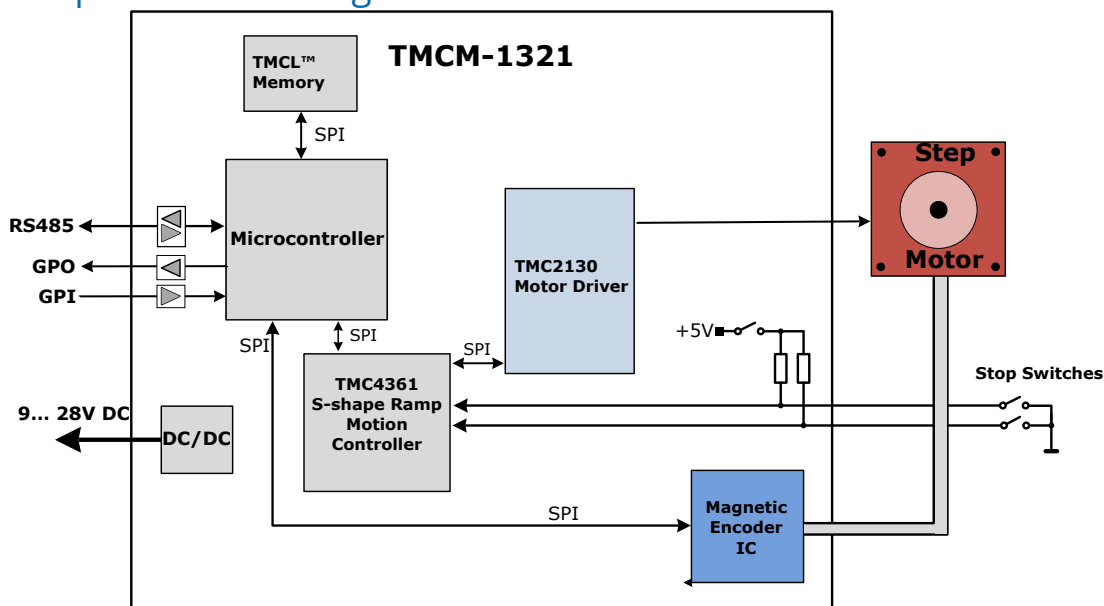 TMCM-1321
TMCL™
Memory
SPI
Step
Motor
RS485
Microcontroller
GPO
GPI
TMC2130
Motor Driver
SPI
SPI
SPI
+5V
TMC4361
S-shape Ramp
Motion
Controller
Stop Switches
9... 28V DC
DC/DC
SPI
Magnetic
Encoder
IC